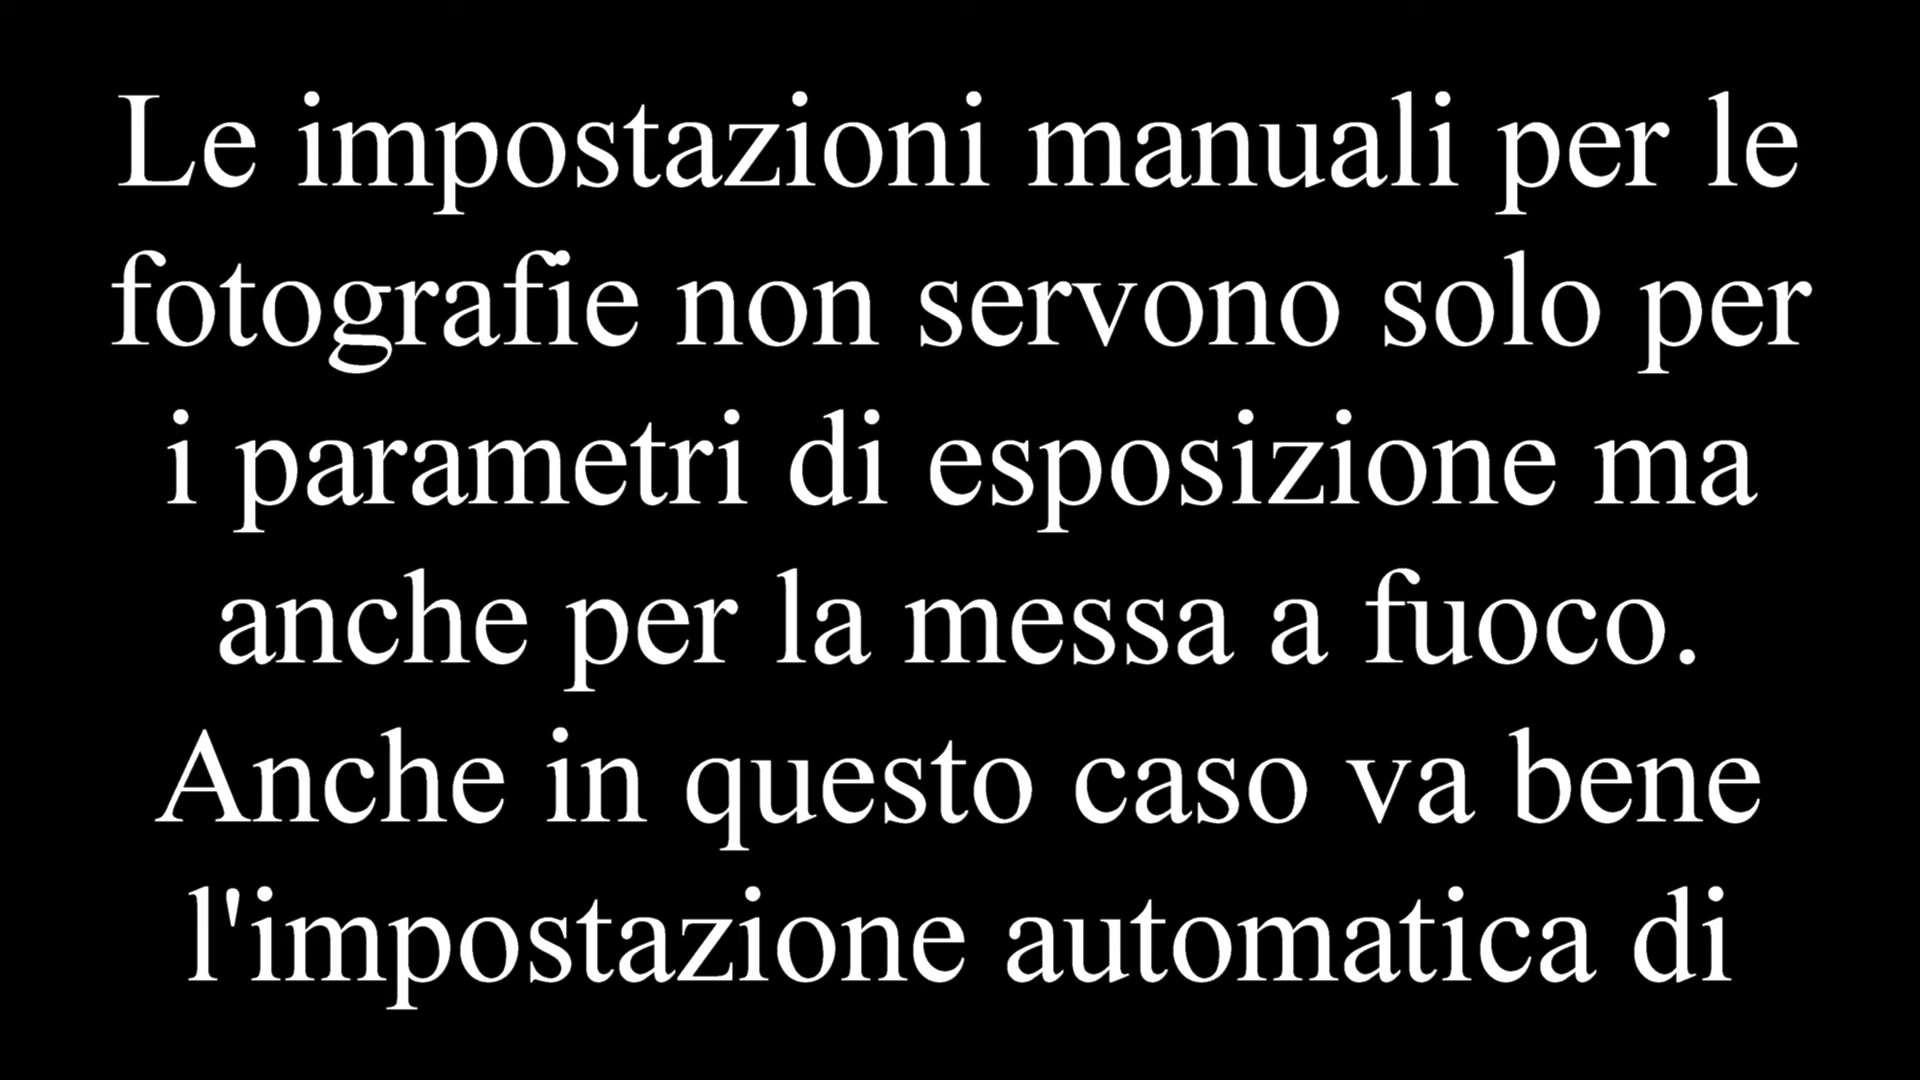 Le impostazioni manuali per le
fotografie non servono solo per
i parametri di esposizione ma
anche per la messa a fuoco.
Anche in questo caso va bene
l'impostazione automatica di